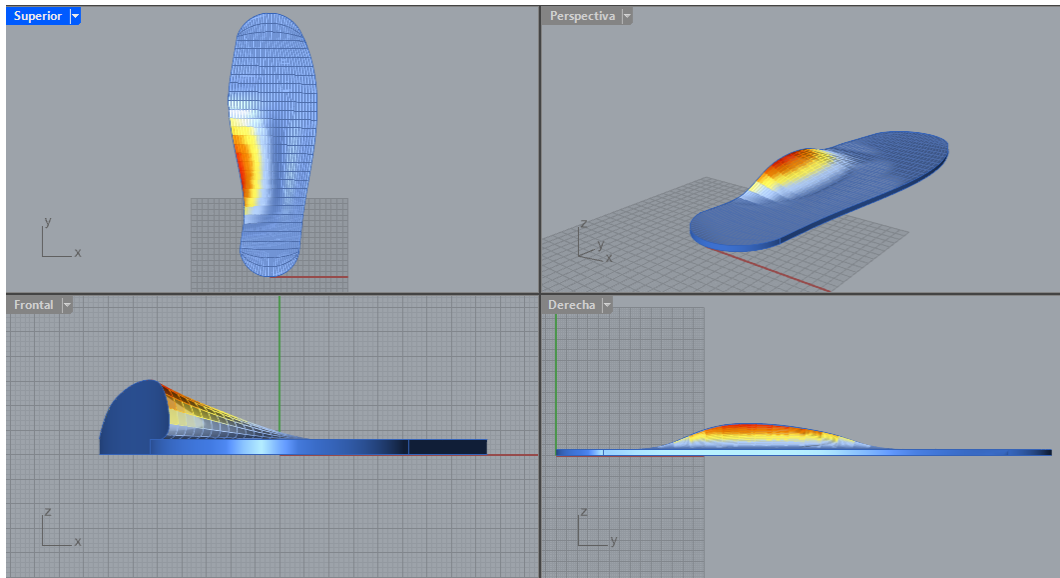 Superior
Perspectiva
y
x
z
y
x
Frontal
Derecha
z
x
z
y